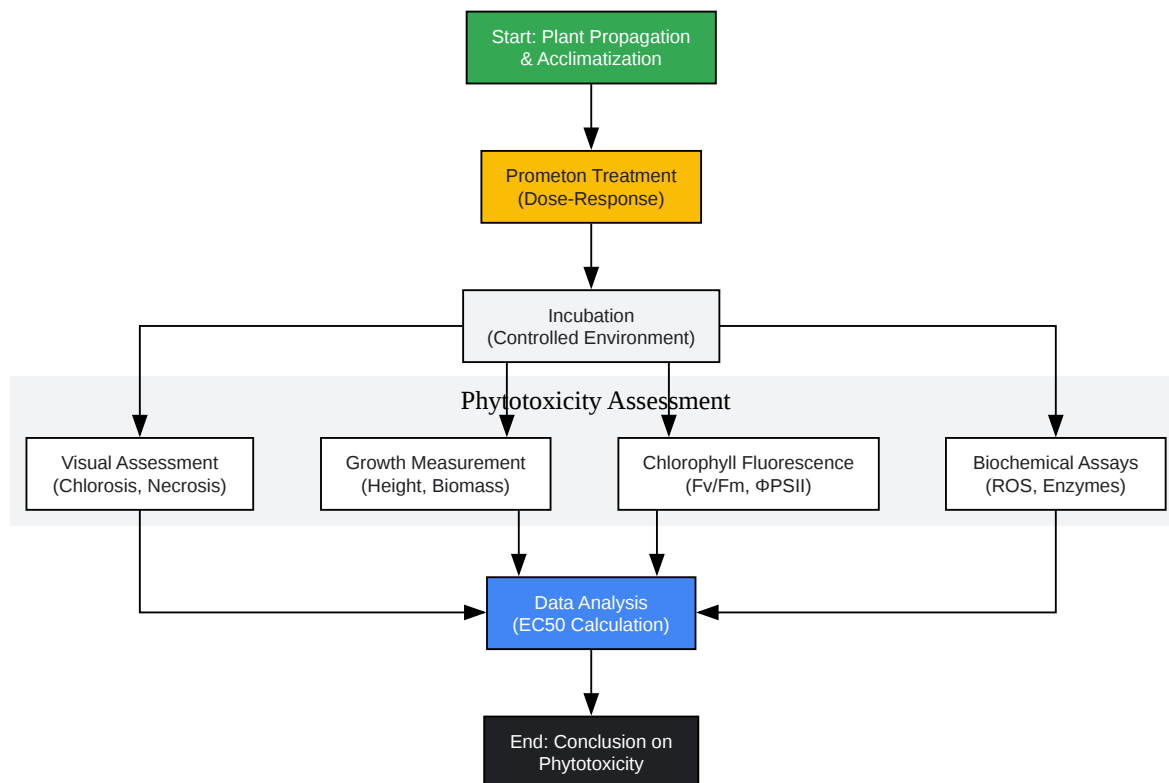 Start: Plant Propagation
& Acclimatization
Prometon Treatment
(Dose-Response)
Incubation
(Controlled Environment)
Phytotoxicity Assessment
Visual Assessment
(Chlorosis, Necrosis)
Growth Measurement
(Height, Biomass)
Chlorophyll Fluorescence
(Fv/Fm, ΦPSII)
Biochemical Assays
(ROS, Enzymes)
Data Analysis
(EC50 Calculation)
End: Conclusion on
Phytotoxicity